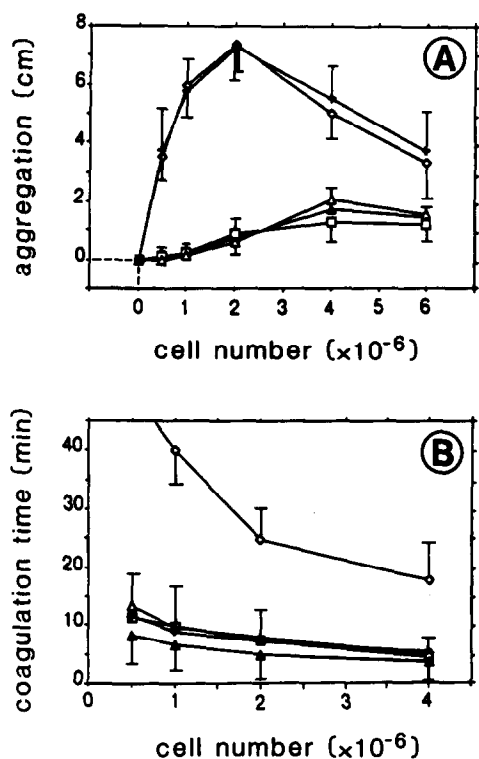 A
aggregation (cm)
8
6
4
2
0
0 1 2 3 4 5 6
cell number (×10⁻⁶)
B
coagulation time (min)
40
30
20
10
0
0 1 2 3 4
cell number (×10⁻⁶)